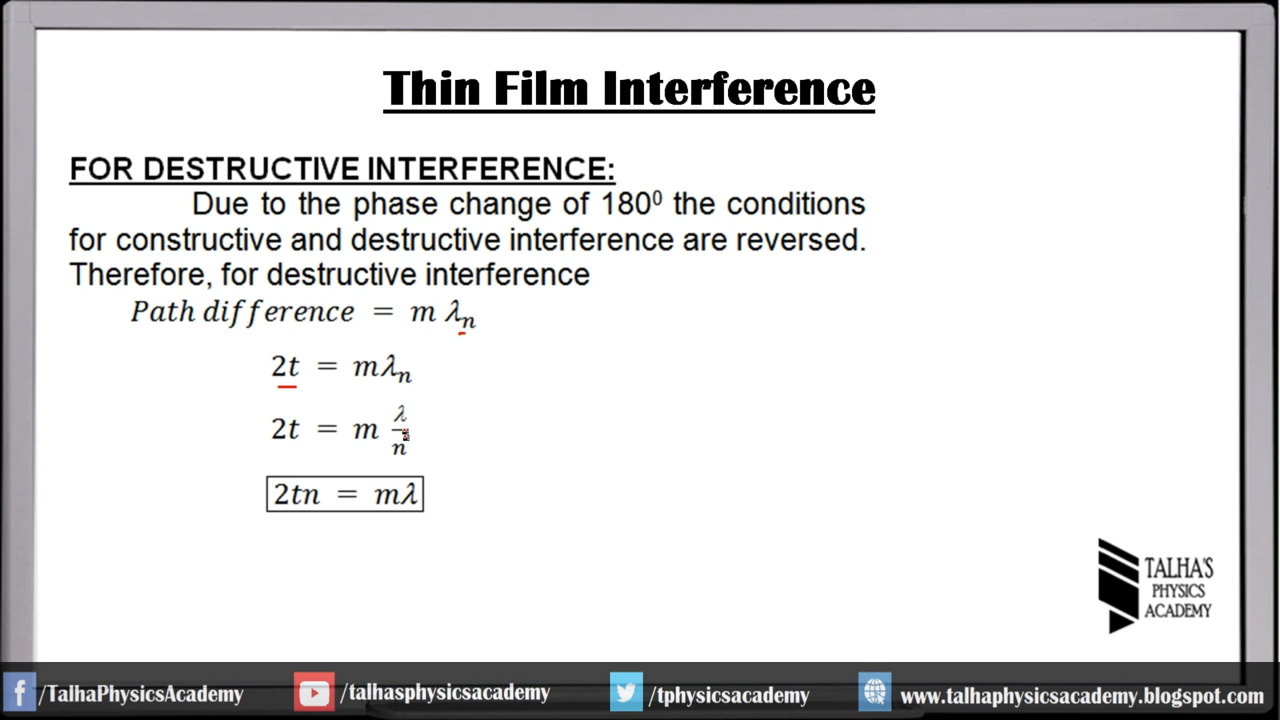 Thin Film Interference
FOR DESTRUCTIVE INTERFERENCE:
Due to the phase change of 180⁰ the conditions
for constructive and destructive interference are reversed.
Therefore, for destructive interference
Path difference = m λₙ
2t = mλₙ
2t = m λ/n
2tn = mλ
TALHA'S
PHYSICS
ACADEMY
/TalhaPhysicsAcademy
/talhasphysicsacademy
/tphysicsacademy
www.talhaphysicsacademy.blogspot.com